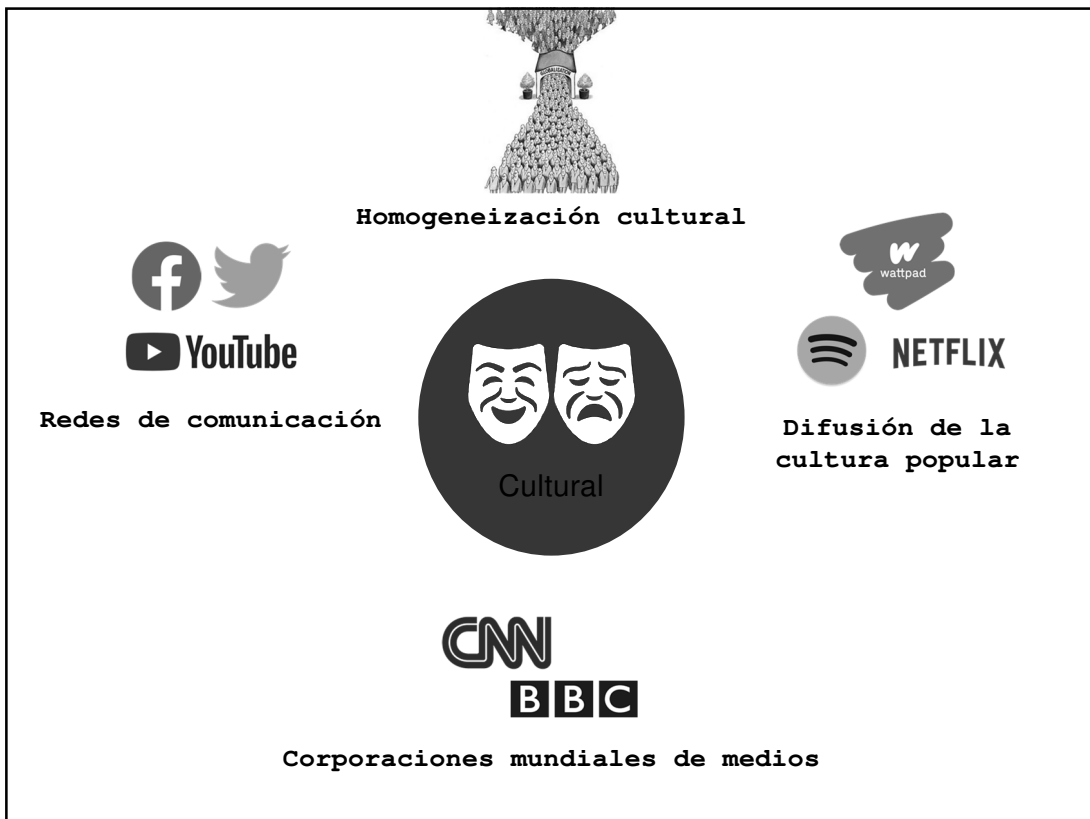 GLOBALISATION
Homogeneización cultural
w
wattpad
f
YouTube
NETFLIX
Redes de comunicación
Difusión de la
cultura popular
Cultural
CNN
BBC
Corporaciones mundiales de medios